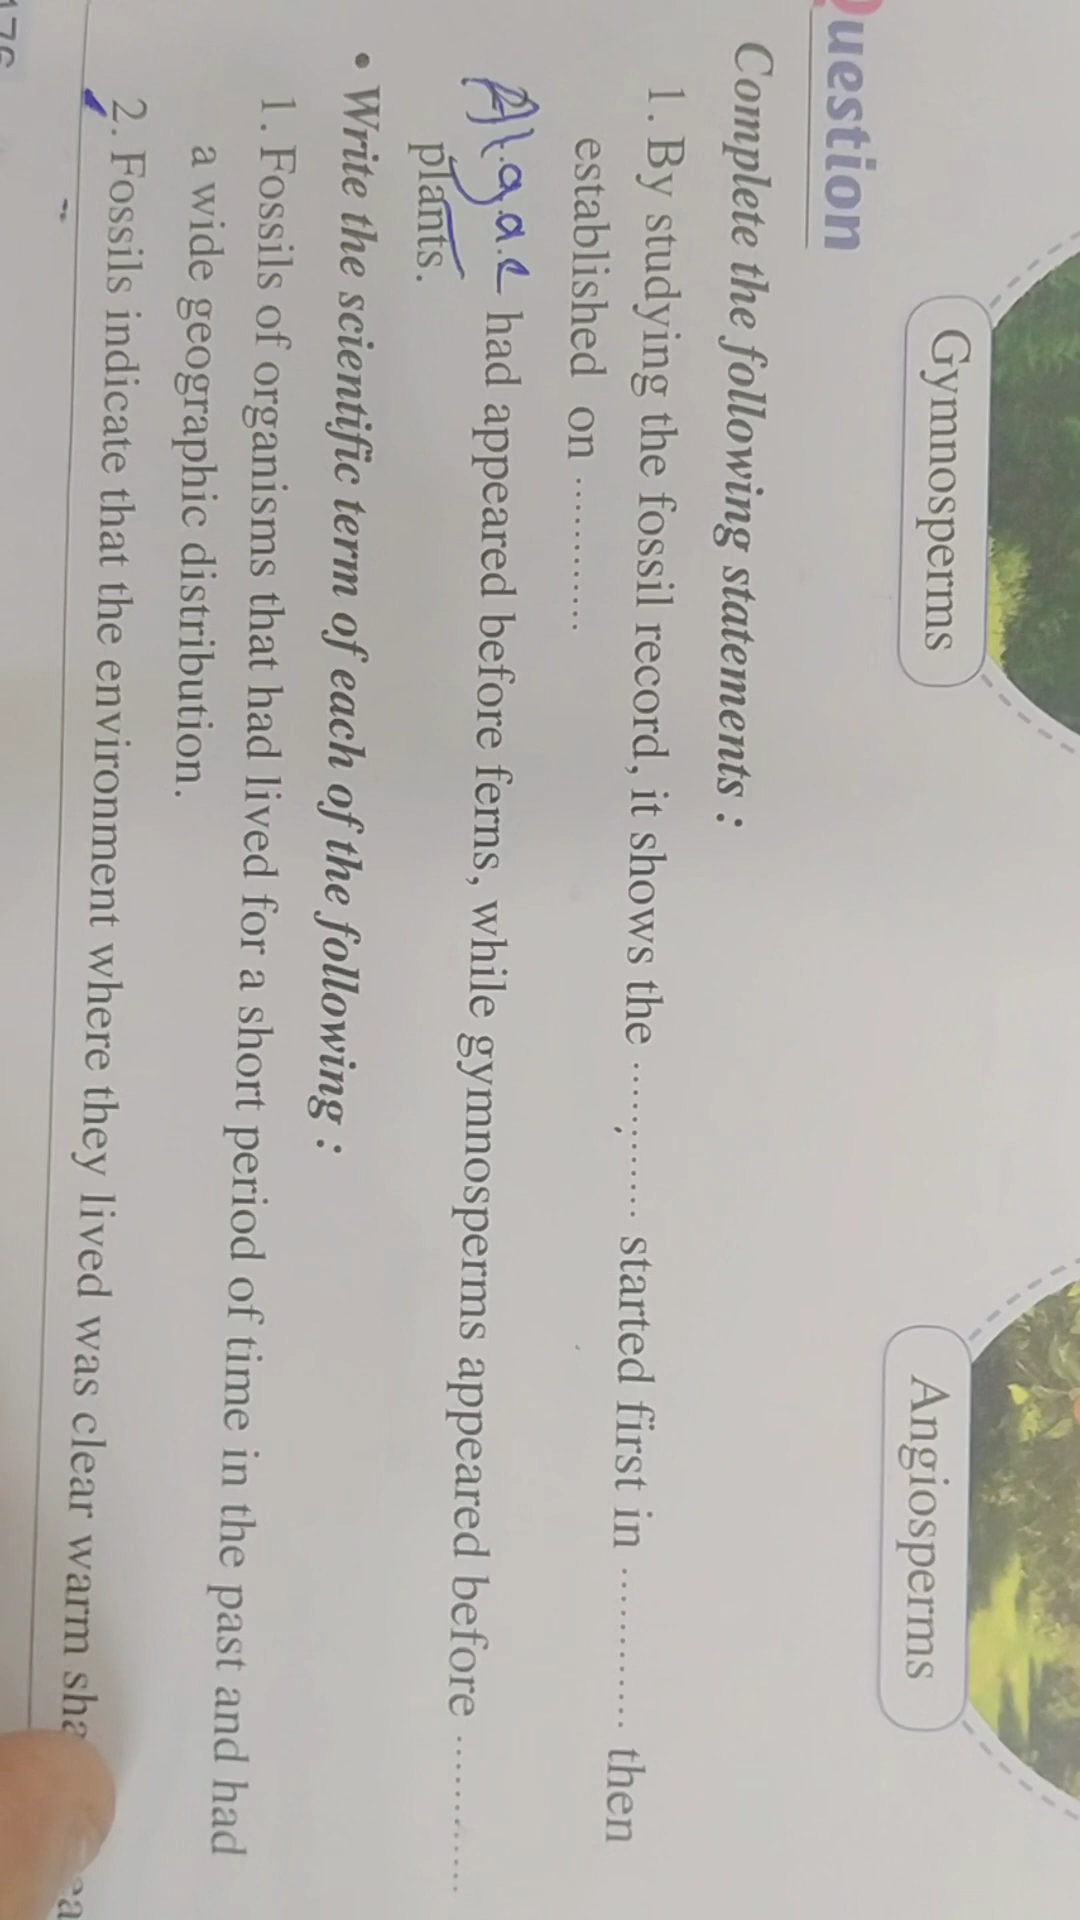 Gymnosperms
Angiosperms
Question
Complete the following statements :
1. By studying the fossil record, it shows the ............ started first in ............ then
established on ............
2. Algae had appeared before ferns, while gymnosperms appeared before ............
plants.
• Write the scientific term of each of the following :
1. Fossils of organisms that had lived for a short period of time in the past and had
a wide geographic distribution.
2. Fossils indicate that the environment where they lived was clear warm
176